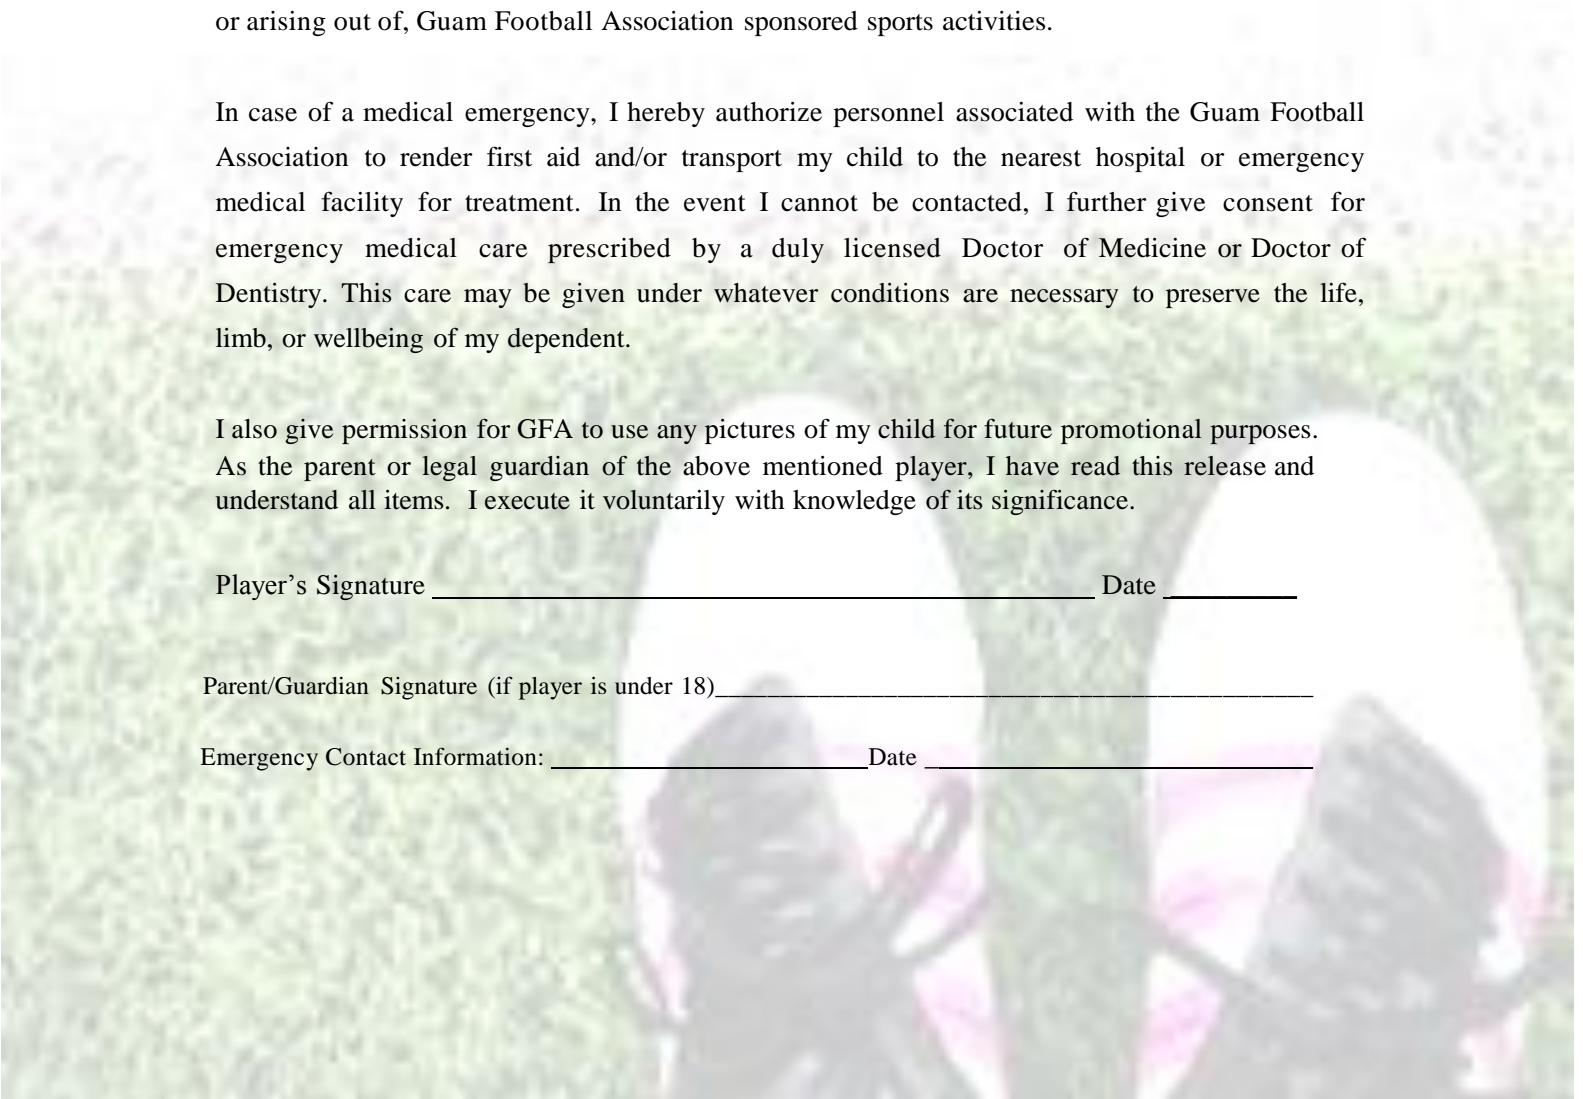 or arising out of, Guam Football Association sponsored sports activities.
In case of a medical emergency, I hereby authorize personnel associated with the Guam Football
Association to render first aid and/or transport my child to the nearest hospital or emergency
medical facility for treatment. In the event I cannot be contacted, I further give consent for
emergency medical care prescribed by a duly licensed Doctor of Medicine or Doctor of
Dentistry. This care may be given under whatever conditions are necessary to preserve the life,
limb, or wellbeing of my dependent.
I also give permission for GFA to use any pictures of my child for future promotional purposes.
As the parent or legal guardian of the above mentioned player, I have read this release and
understand all items. I execute it voluntarily with knowledge of its significance.
Player’s Signature ____________________ Date __________
Parent/Guardian Signature (if player is under 18)______________________________________________
Emergency Contact Information: ____________________Date ____________________